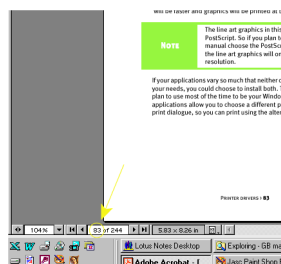 will be faster and graphics will be printed at t
NOTE
The line art graphics in this
PostScript. So if you plan to
manual choose the PostSc
the line art graphics will on
resolution.
If your applications vary so much that neither o
your needs, you could choose to install both. T
plan to use most of the time to be your Windo
applications allow you to choose a different p
print dialogue, so you can print using the alter
PRINTER DRIVERS > 83
104% 83 of 244 5.83 x 8.26 in
Lotus Notes Desktop Exploring - GB ma
Adobe Acrobat - [ Jasc Paint Shop P